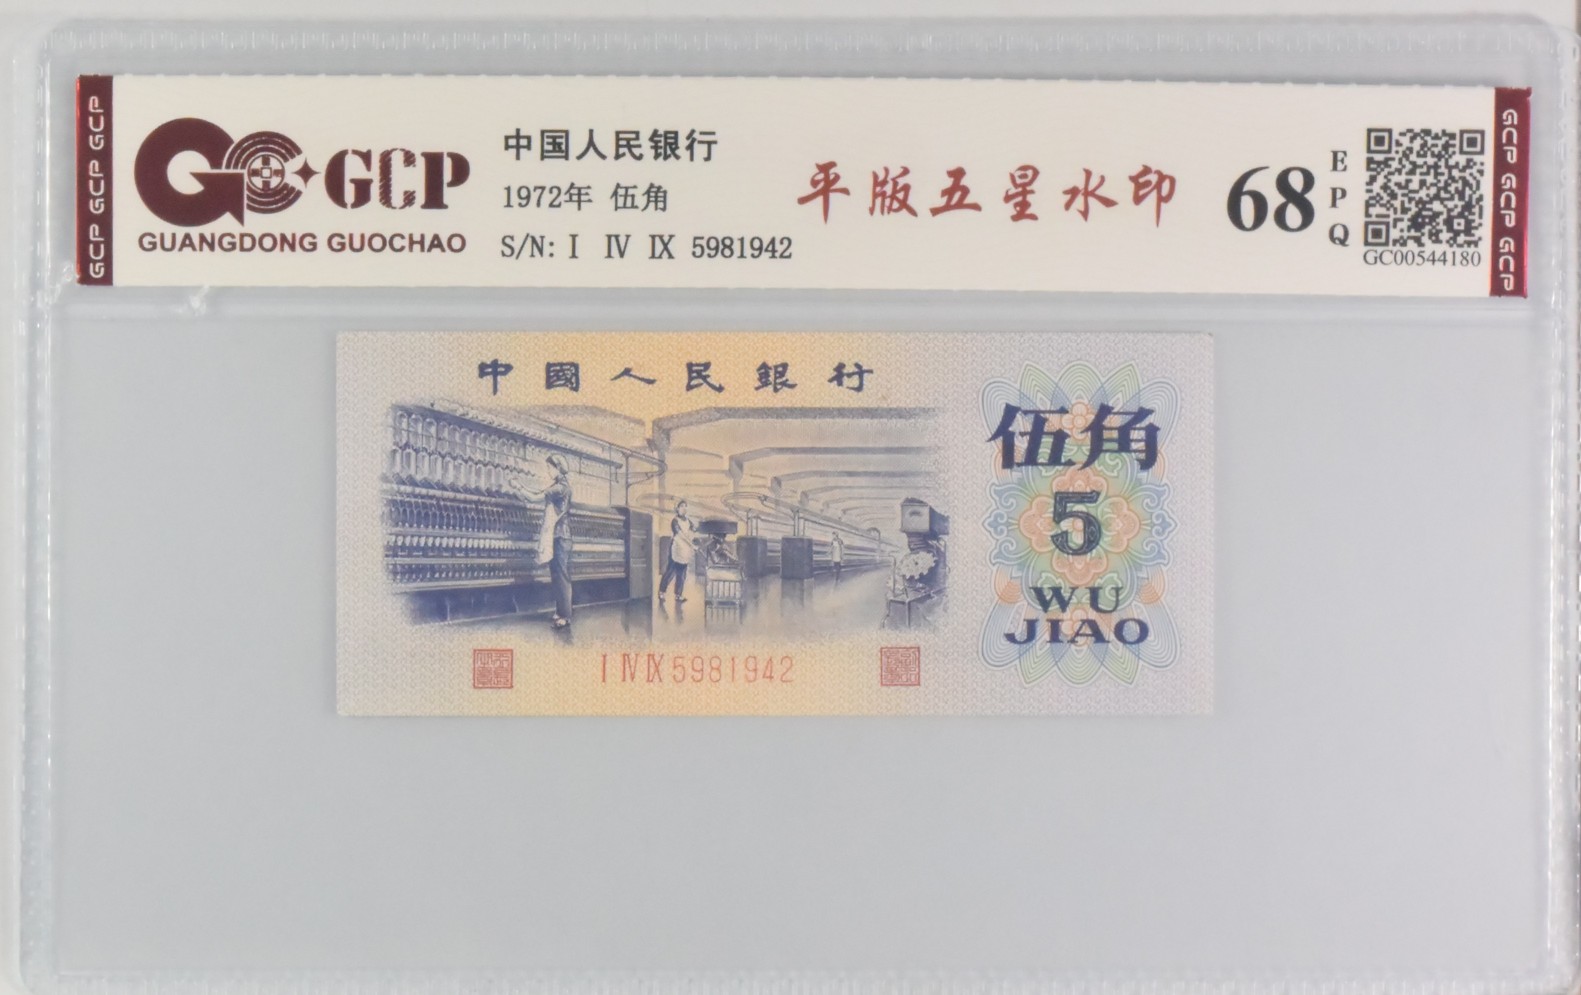 GCP GCP GCP
GCP
GUANGDONG GUOCHAO
中国人民银行
1972年 伍角
S/N: I IV IX 5981942
平版五星水印
68
E
P
Q
GC00544180
GCP GCP GCP
中國人民銀行
伍角
5
WU
JIAO
I IV IX 5981942